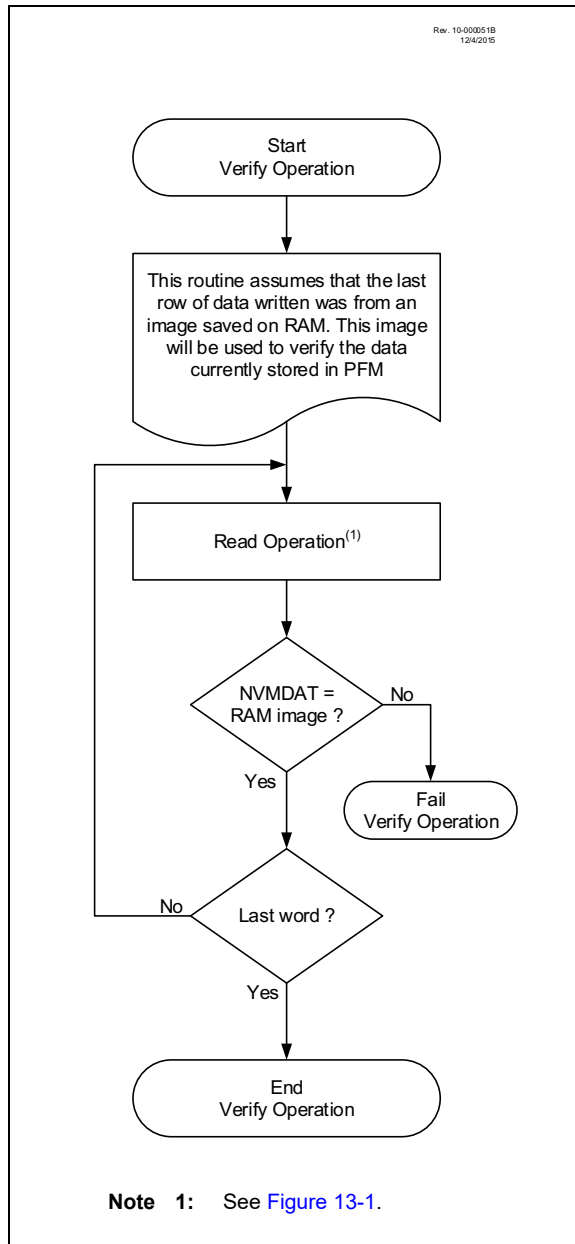 Rev. 10-000051B
12/4/2015
Start
Verify Operation
This routine assumes that the last
row of data written was from an
image saved on RAM. This image
will be used to verify the data
currently stored in PFM
Read Operation(1)
NVMDAT =
RAM image ?
No
Yes
Fail
Verify Operation
Last word ?
No
Yes
End
Verify Operation
Note 1: See Figure 13-1.